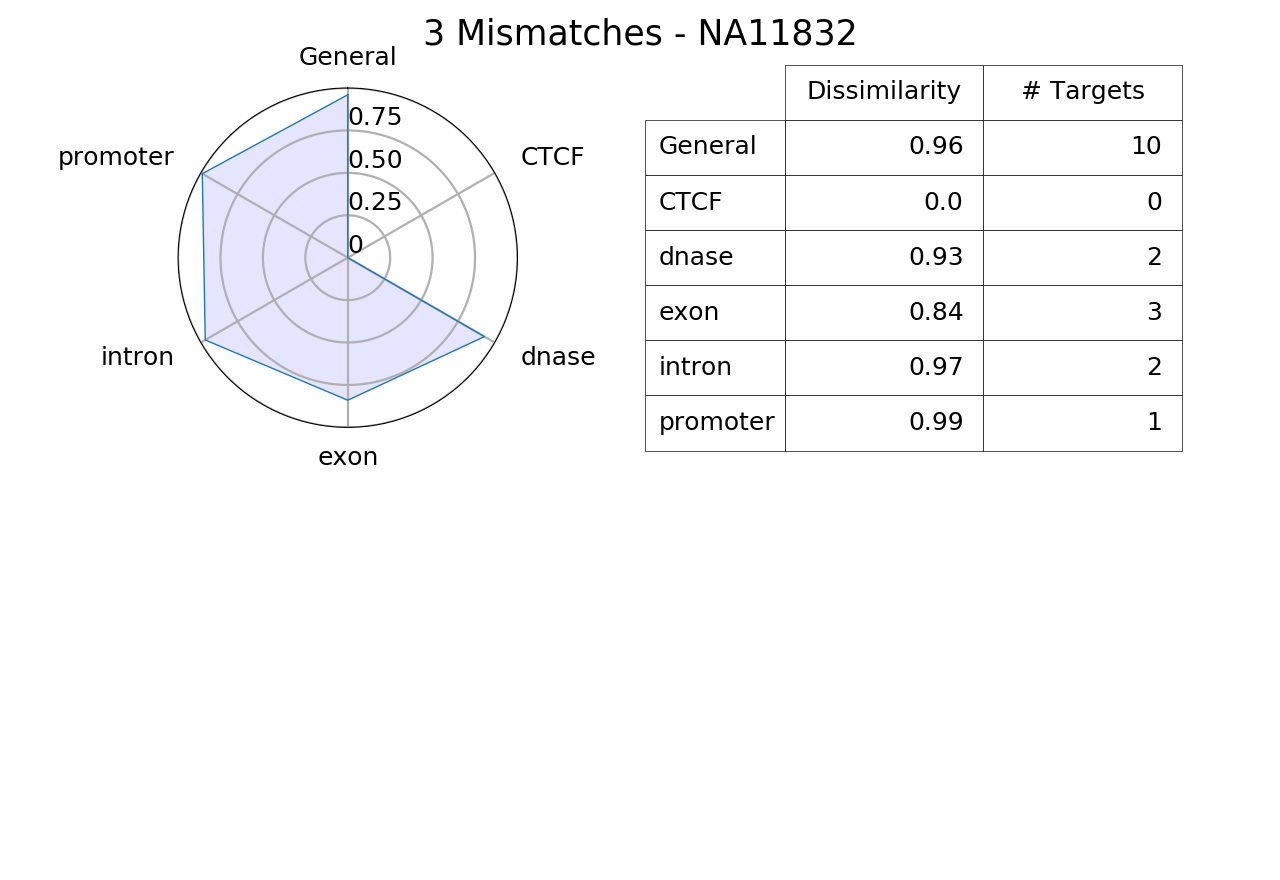 3 Mismatches - NA11832
General
CTCF
dnase
exon
intron
promoter
0.75
0.50
0.25
0
Dissimilarity # Targets
General 0.96 10
CTCF 0.0 0
dnase 0.93 2
exon 0.84 3
intron 0.97 2
promoter 0.99 1